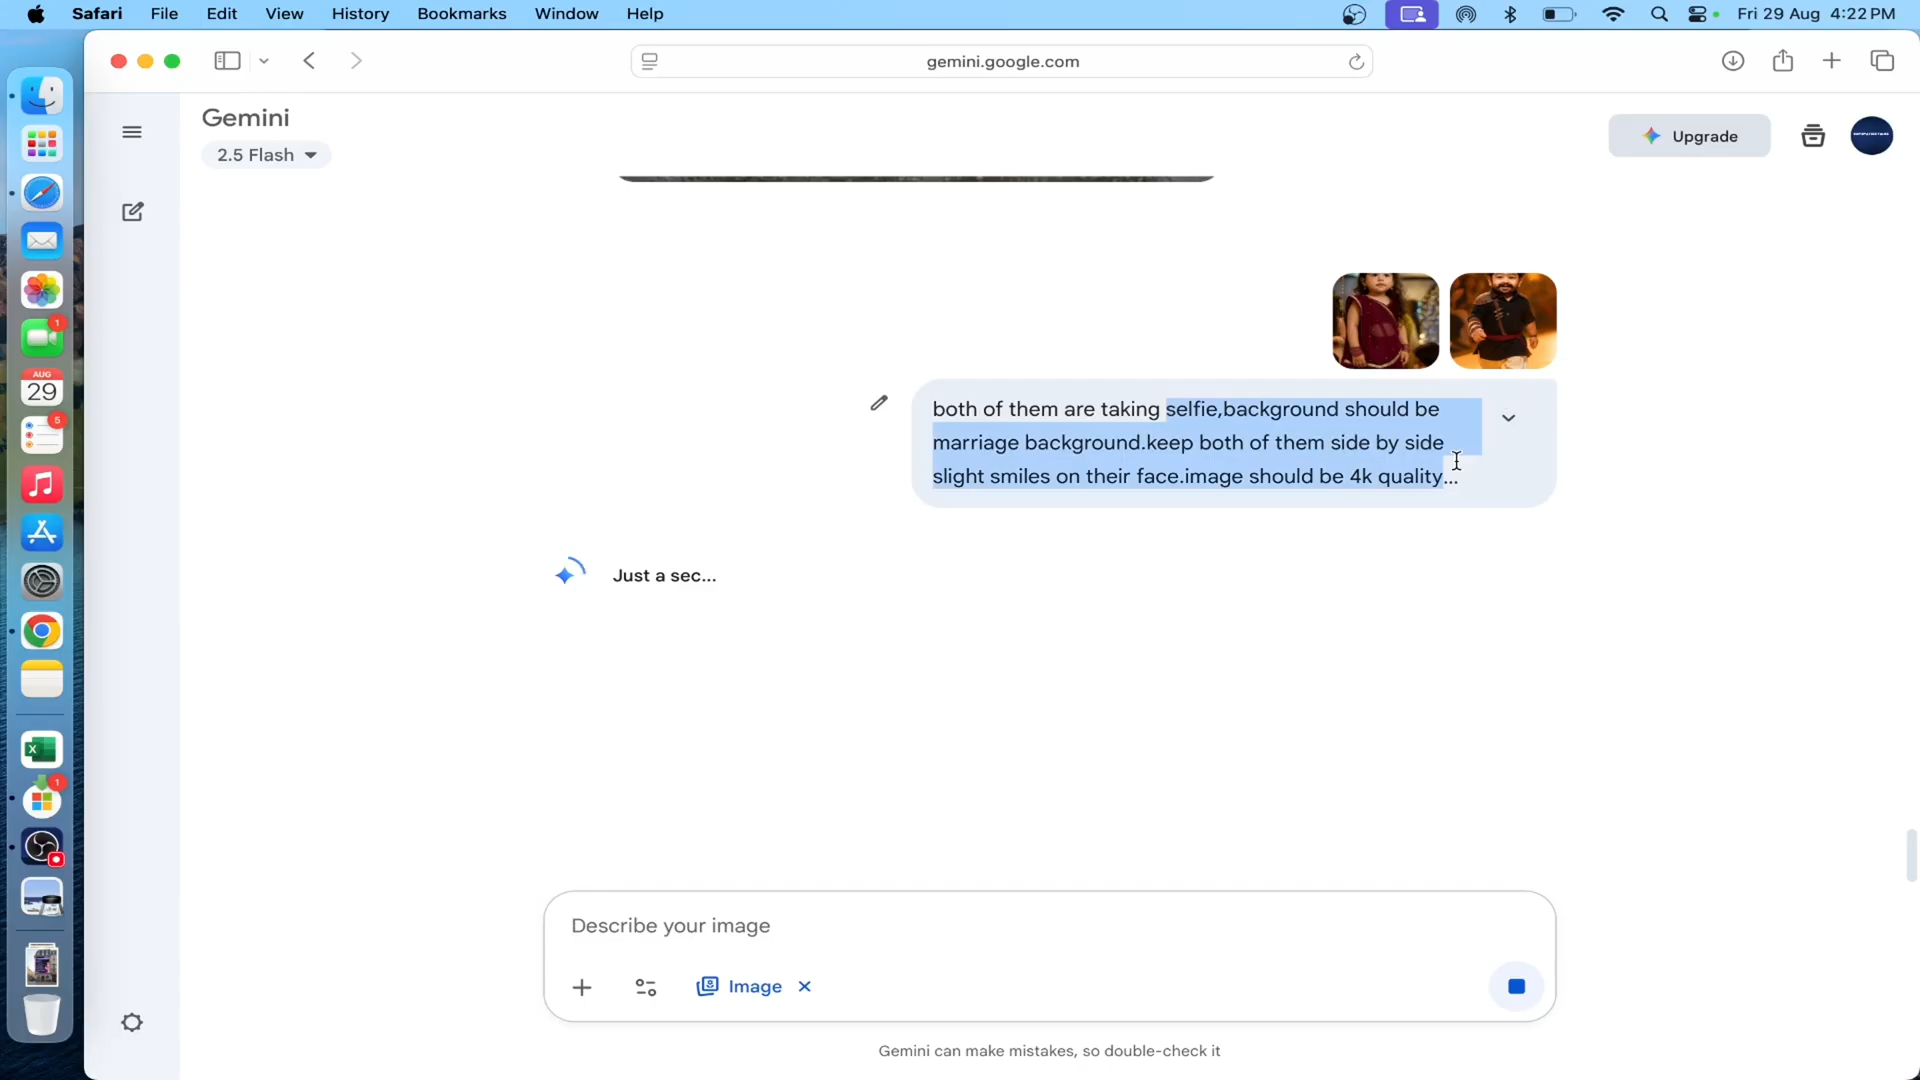 Safari File Edit View History Bookmarks Window Help Fri 29 Aug 4:22 PM
gemini.google.com
Gemini
2.5 Flash
Upgrade
1
AUG
29
5
1
both of them are taking selfie,background should be
marriage background.keep both of them side by side
slight smiles on their face.image should be 4k quality...
Just a sec...
Describe your image
Image
Gemini can make mistakes, so double-check it